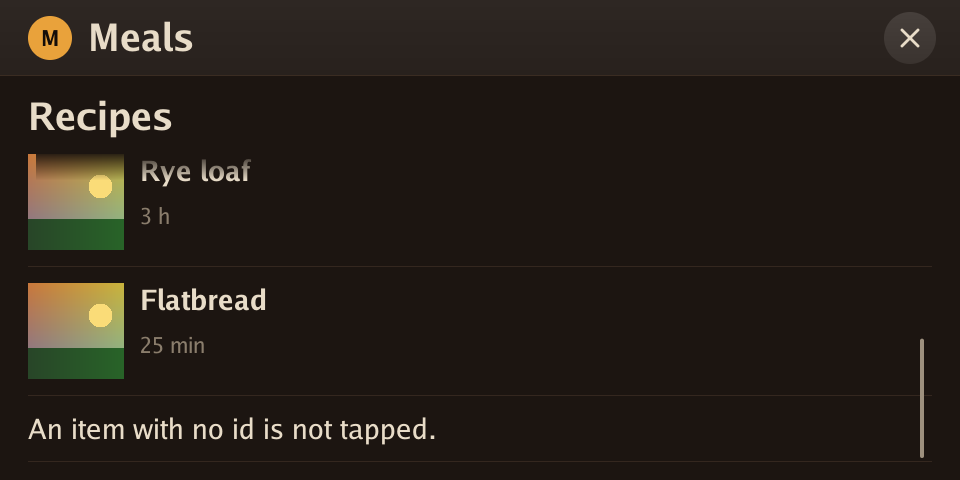 M Meals
Recipes
Rye loaf
3 h
Flatbread
25 min
An item with no id is not tapped.